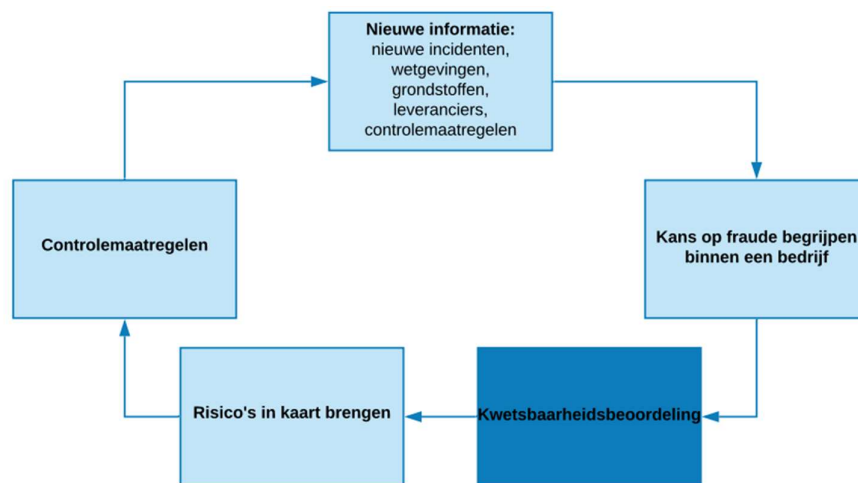 Nieuwe informatie:
nieuwe incidenten,
wetgevingen,
grondstoffen,
leveranciers,
controlemaatregelen
Kans op fraude begrijpen
binnen een bedrijf
Kwetsbaarheidsbeoordeling
Risico's in kaart brengen
Controlemaatregelen